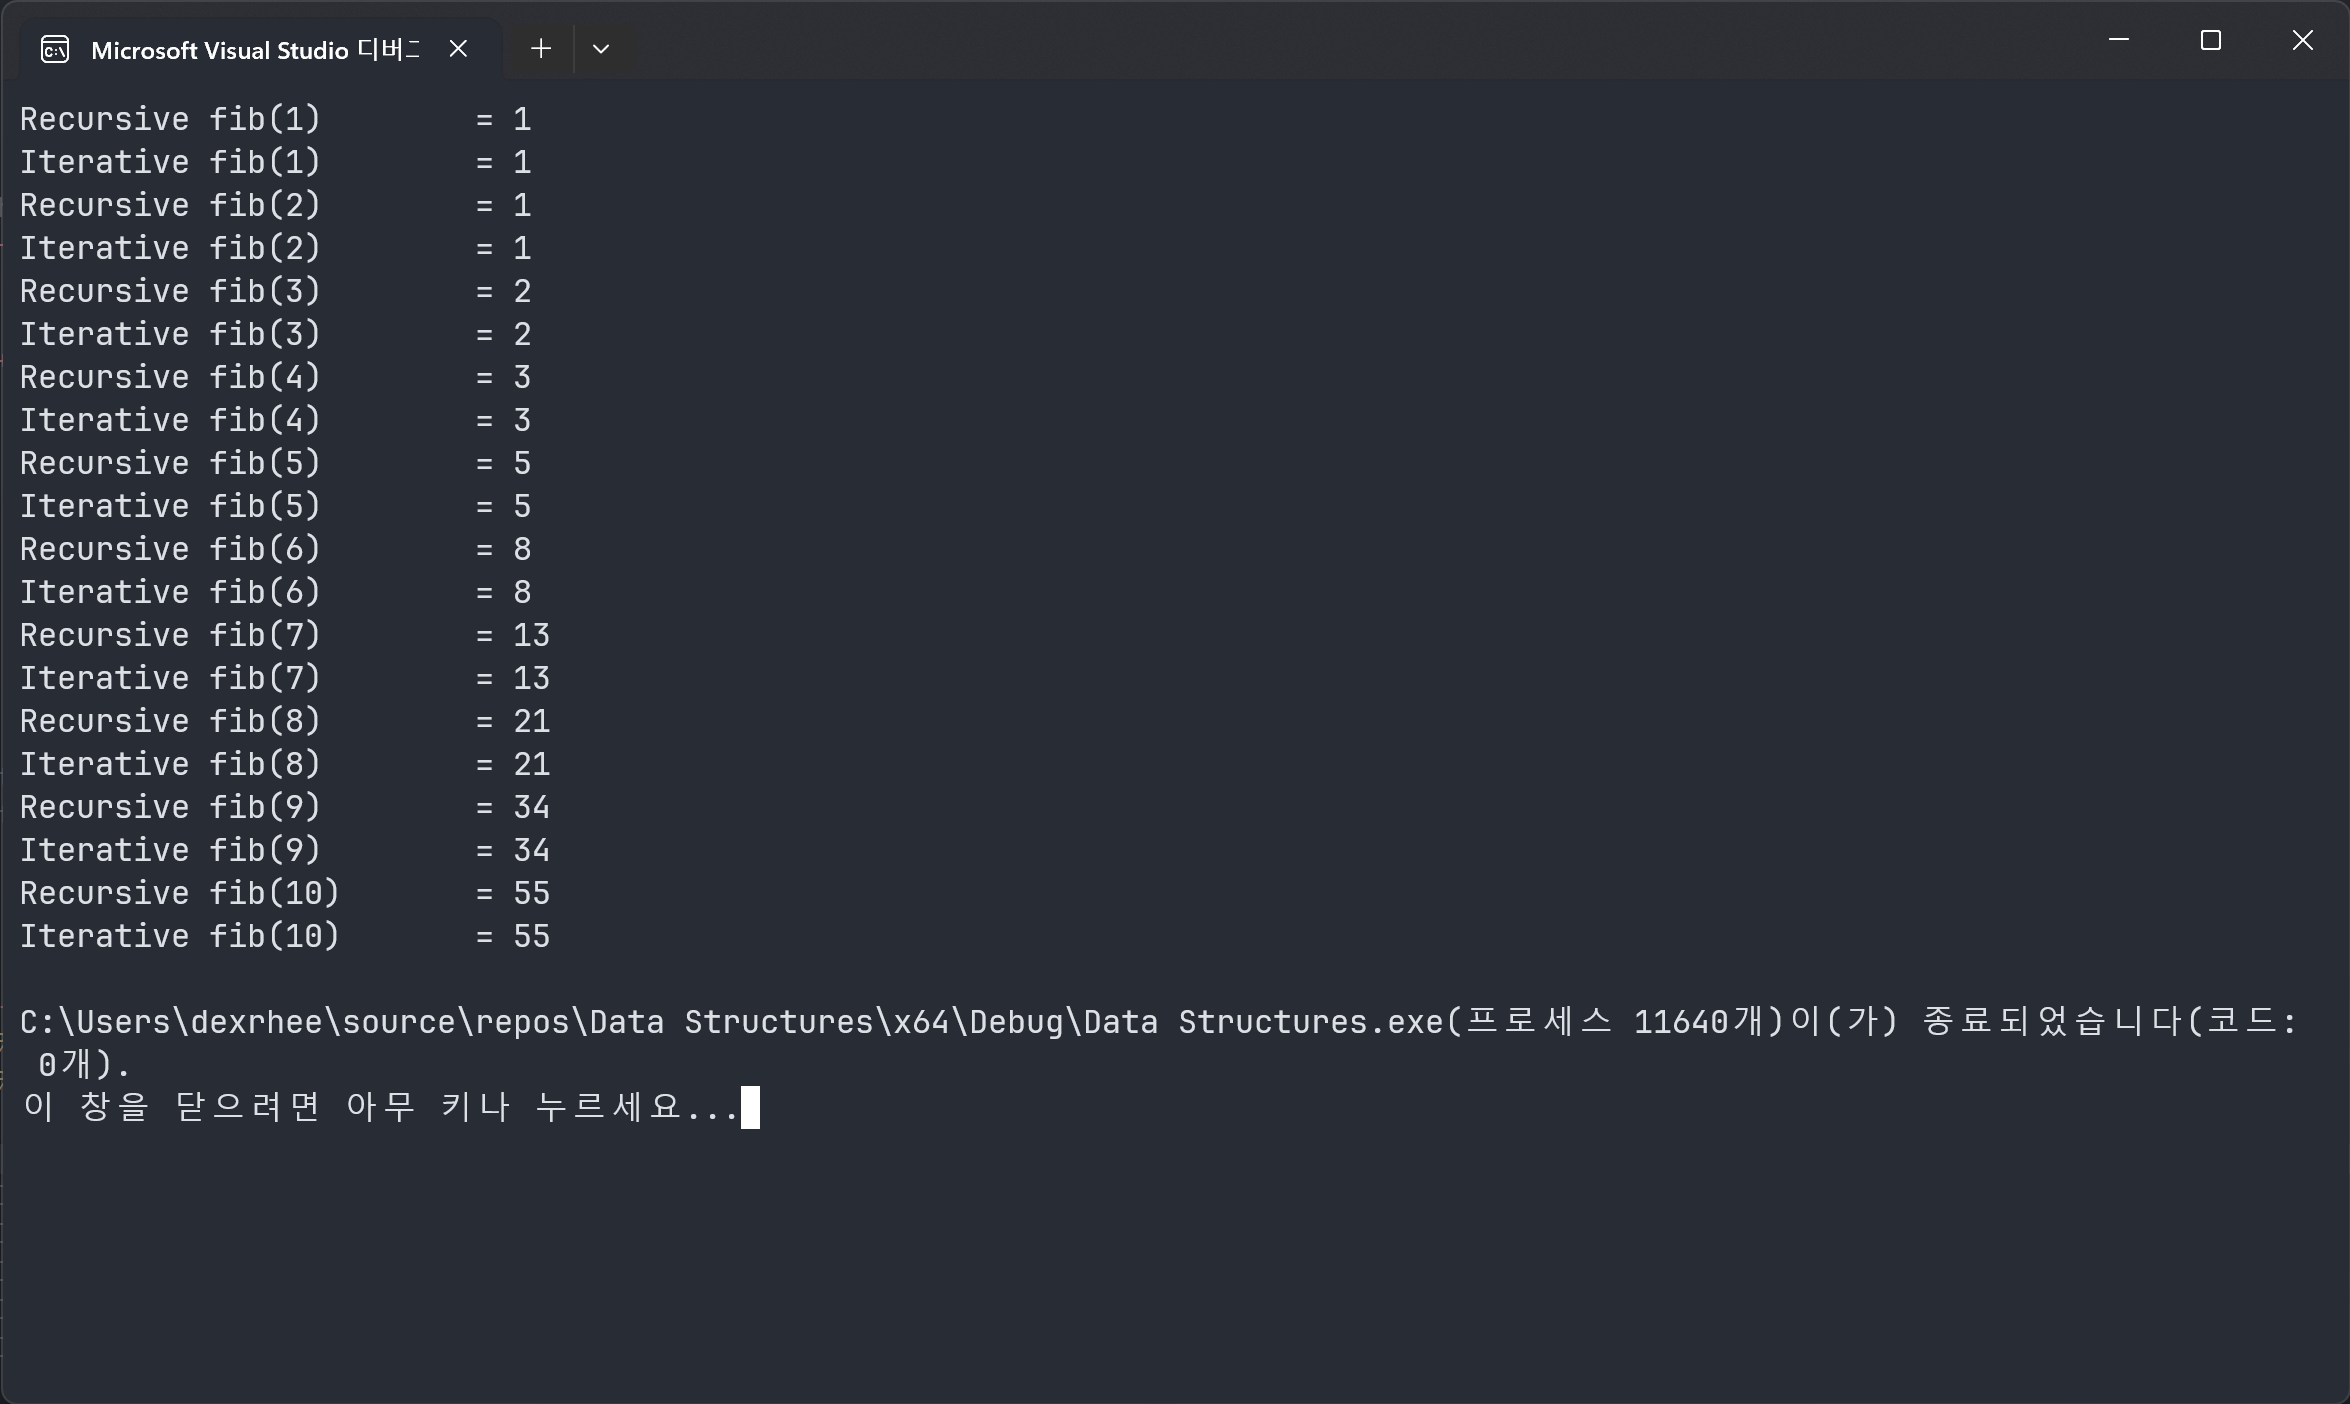 Microsoft Visual Studio 디버그
Recursive fib(1) = 1
Iterative fib(1) = 1
Recursive fib(2) = 1
Iterative fib(2) = 1
Recursive fib(3) = 2
Iterative fib(3) = 2
Recursive fib(4) = 3
Iterative fib(4) = 3
Recursive fib(5) = 5
Iterative fib(5) = 5
Recursive fib(6) = 8
Iterative fib(6) = 8
Recursive fib(7) = 13
Iterative fib(7) = 13
Recursive fib(8) = 21
Iterative fib(8) = 21
Recursive fib(9) = 34
Iterative fib(9) = 34
Recursive fib(10) = 55
Iterative fib(10) = 55
C:\Users\dexrhee\source\repos\Data Structures\x64\Debug\Data Structures.exe(프로세스 11640개)이(가) 종료되었습니다(코드:
0개).
이 창을 닫으려면 아무 키나 누르세요...